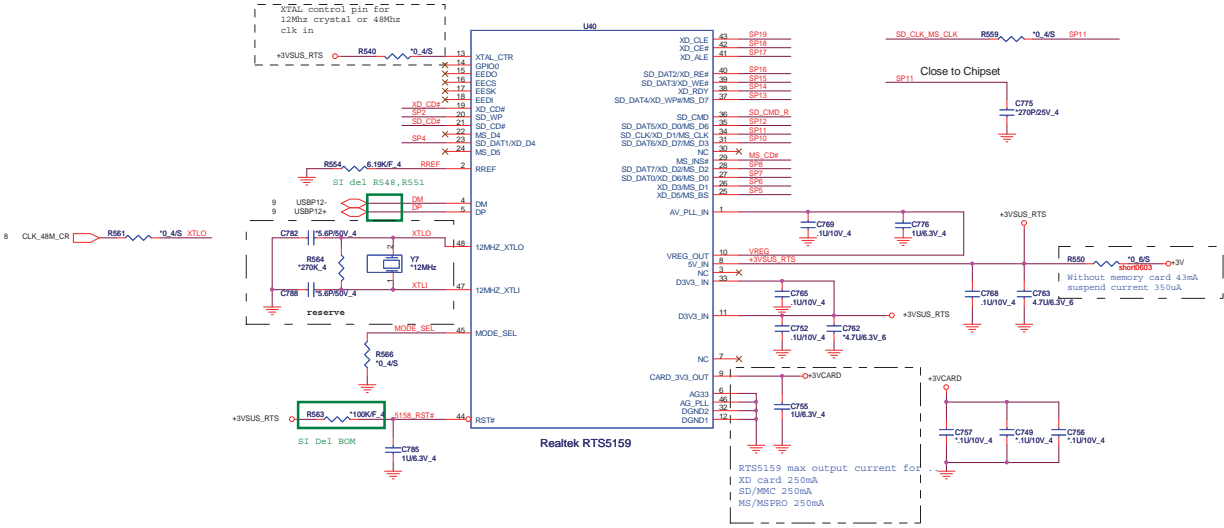 XTAL control pin for
12Mhz crystal or 48Mhz
clk in
+3VSUS_RTS
R540
*0_4/S
U40
13 XTAL_CTR
14 GPIO0
15 EEDO
16 EECS
17 EESK
18 EEDI
XD_CD# 19 XD_CD#
SP2 20 SD_WP
SD_CD# 21 SD_CD#
22 MS_D4
SP4 23 SD_DAT1/XD_D4
24 MS_D5
R554 6.19K/F_4 RREF 2 RREF
SI del R548,R551
9 USBP12- DM 4 DM
9 USBP12+ DP 5 DP
8 CLK_48M_CR R561 *0_4/S XTLO
C782 *5.6P/50V_4 XTLO 48 12MHZ_XTLO
R564
*270K_4
2
Y7
*12MHz
1
C788 *5.6P/50V_4 XTLI 47 12MHZ_XTLI
reserve
MODE_SEL 45 MODE_SEL
R566
*0_4/S
+3VSUS_RTS R563 *100K/F_4 5158_RST# 44 RST#
SI Del BOM
C785
1U/6.3V_4
Realtek RTS5159
XD_CLE 43 SP19
XD_CE# 42 SP18
XD_ALE 41 SP17
SD_DAT2/XD_RE# 40 SP16
SD_DAT3/XD_WE# 39 SP15
XD_RDY 38 SP14
SD_DAT4/XD_WP#/MS_D7 37 SP13
SD_CMD 36 SD_CMD_R
SD_DAT5/XD_D0/MS_D6 35 SP12
SD_CLK/XD_D1/MS_CLK 34 SP11
SD_DAT6/XD_D7/MS_D3 31 SP10
NC 30
MS_INS# 29 MS_CD#
SD_DAT7/XD_D2/MS_D2 28 SP8
SD_DAT0/XD_D6/MS_D0 27 SP7
XD_D3/MS_D1 26 SP6
XD_D5/MS_BS 25 SP5
AV_PLL_IN 1
VREG_OUT 10 VREG
5V_IN 8 +3VSUS_RTS
NC 3
D3V3_ IN 33
D3V3_IN 11
NC 7
CARD_3V3_OUT 9
AG33 6
AG_PLL 46
DGND2 32
DGND1 12
SD_CLK_MS_CLK R559 *0_4/S SP11
Close to Chipset
SP11
C775
*270P/25V_4
C769
.1U/10V_4
C776
1U/6.3V_4
+3VSUS_RTS
R550 *0_6/S +3V
short0603
Without memory card 43mA
suspend current 350uA
C768
.1U/10V_4
C763
4.7U/6.3V_6
C765
.1U/10V_4
C752
.1U/10V_4
C762
*4.7U/6.3V_6
+3VSUS_RTS
+3VCARD
C755
1U/6.3V_4
RTS5159 max output current for ..
XD card 250mA
SD/MMC 250mA
MS/MSPRO 250mA
+3VCARD
C757
*.1U/10V_4
C749
*.1U/10V_4
C756
*.1U/10V_4